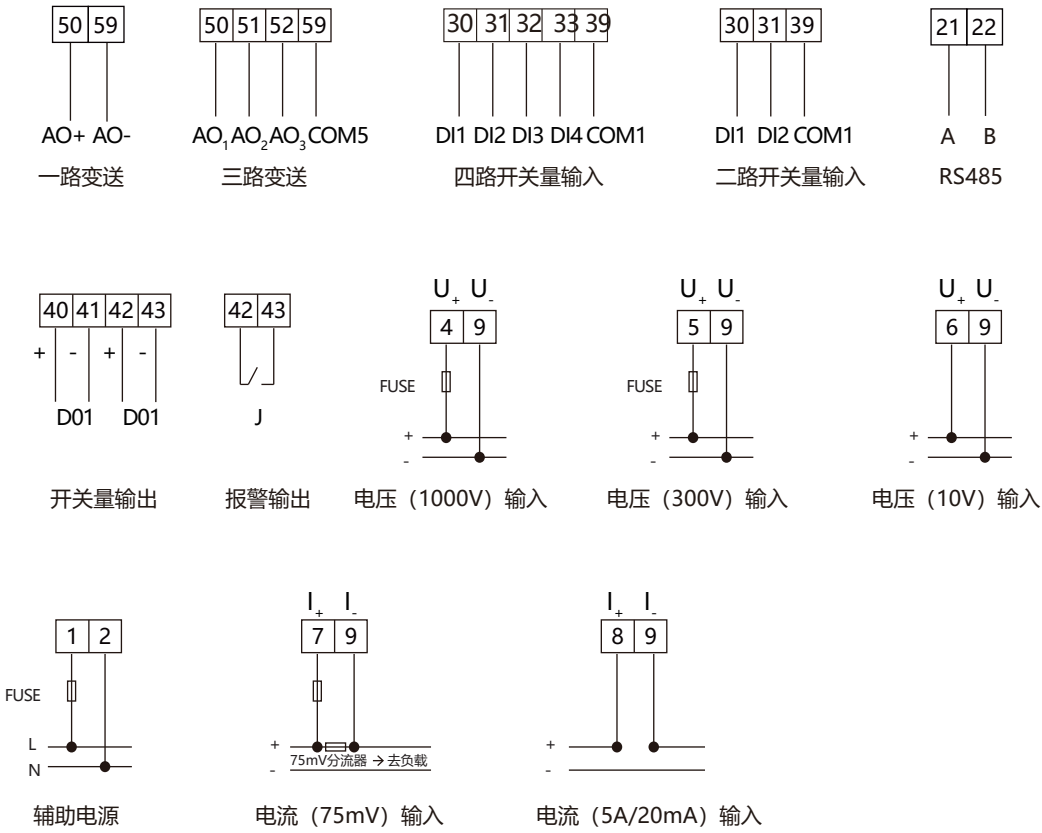 50 59
AO+ AO-
一路变送
50 51 52 59
AO1 AO2 AO3 COM5
三路变送
30 31 32 33 39
DI1 DI2 DI3 DI4 COM1
四路开关量输入
30 31 39
DI1 DI2 COM1
二路开关量输入
21 22
A B
RS485
40 41 42 43
+ - + -
D01 D01
开关量输出
42 43
J
报警输出
U+ U-
4 9
FUSE
+
-
电压（1000V）输入
U+ U-
5 9
FUSE
+
-
电压（300V）输入
U+ U-
6 9
+
-
电压（10V）输入
1 2
FUSE
L
N
辅助电源
I+ I-
7 9
+
75mV分流器 → 去负载
-
电流（75mV）输入
I+ I-
8 9
+
-
电流（5A/20mA）输入